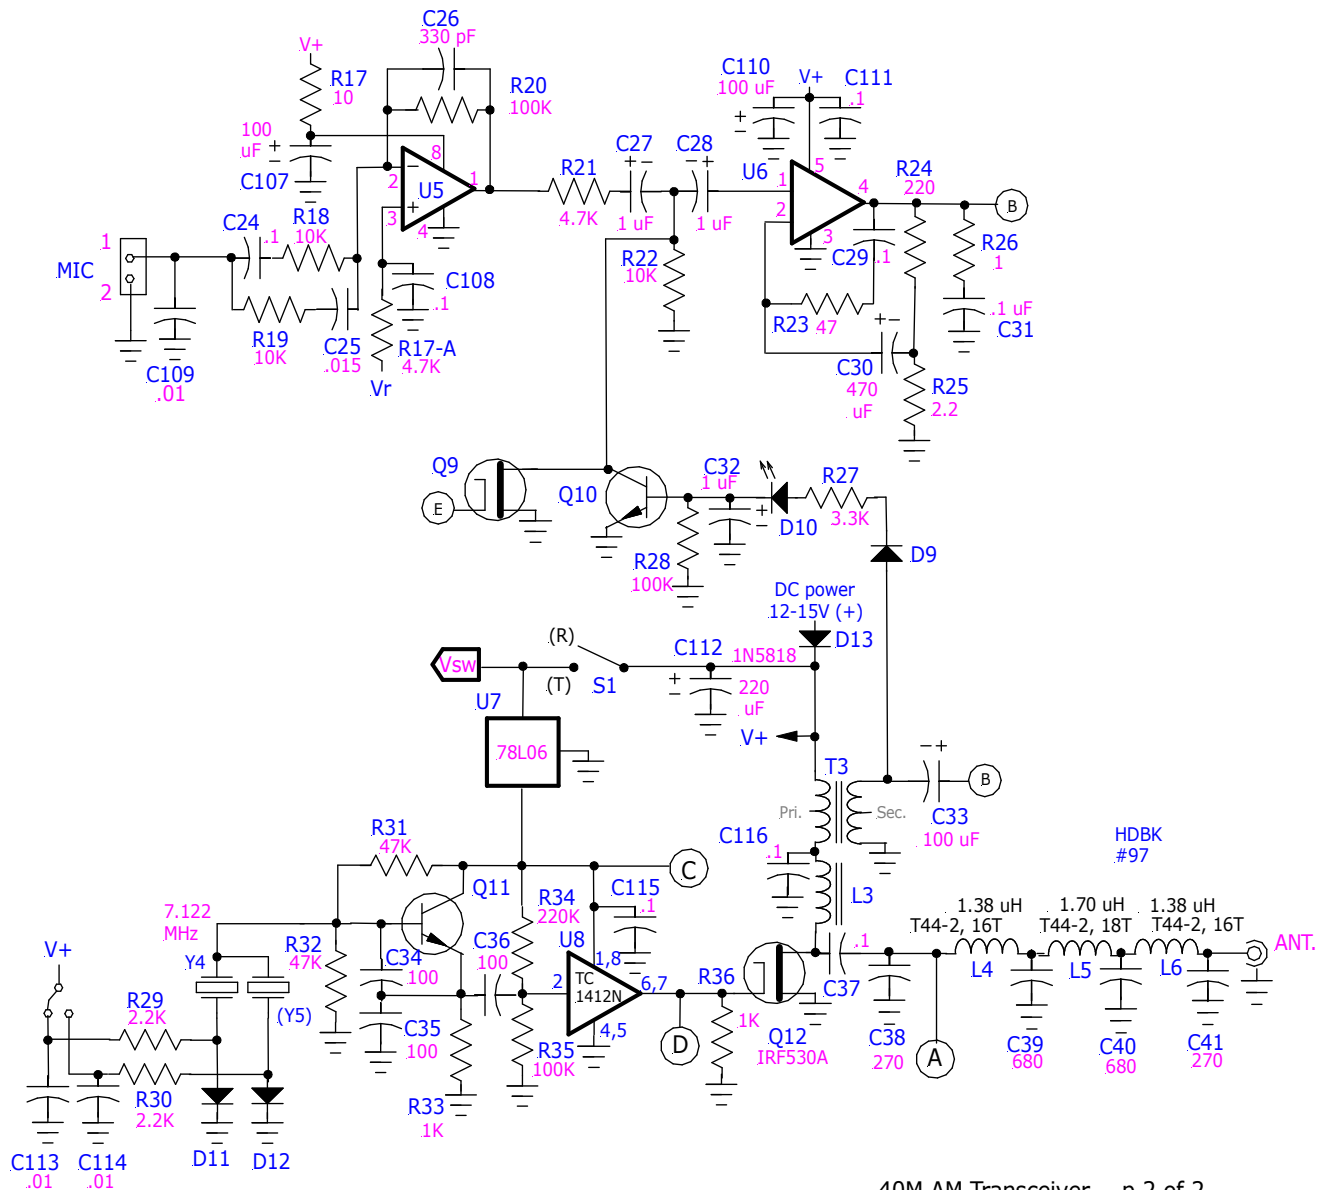 C26
330 pF
V+
R17
10
R20
100K
100
uF
+
−
C107
8
−
2
1
U5
+
3
4
C24
.1
R18
10K
1
MIC
2
R19
10K
C25
.015
C109
.01
C108
.1
R17-A
4.7K
Vr
R21
4.7K
C27
+ −
1 uF
C28
− +
1 uF
R22
10K
C110
100 uF
+
−
V+
C111
.1
U6
5
1
2
4
3
R24
220
B
C29
.1
R23
47
R26
1
.1 uF
C31
+ −
C30
470
uF
R25
2.2
Q9
E
Q10
C32
1 uF
+
−
D10
R27
3.3K
R28
100K
D9
DC power
12-15V (+)
D13
1N5818
(R)
Vsw
(T)
S1
C112
+
−
220
uF
U7
78L06
V+
T3
Pri.
Sec.
− +
C33
100 uF
B
C116
.1
L3
R31
47K
Q11
C
C115
.1
R34
220K
HDBK
#97
7.122
MHz
Y4
(Y5)
R32
47K
C34
100
C36
100
U8
1,8
2
TC
1412N
6,7
4,5
V+
R29
2.2K
R30
2.2K
C35
100
R33
1K
R35
100K
D
R36
1K
Q12
IRF530A
.1
C37
C38
270
A
1.38 uH
T44-2, 16T
L4
1.70 uH
T44-2, 18T
L5
1.38 uH
T44-2, 16T
L6
ANT.
C39
680
C40
680
C41
270
C113
.01
C114
.01
D11
D12
40M AM Transceiver p 2 of 2